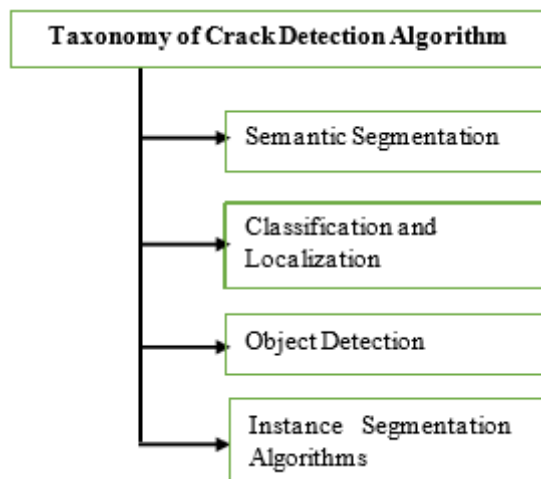 Taxonomy of Crack Detection Algorithm
Semantic Segmentation
Classification and
Localization
Object Detection
Instance Segmentation
Algorithms